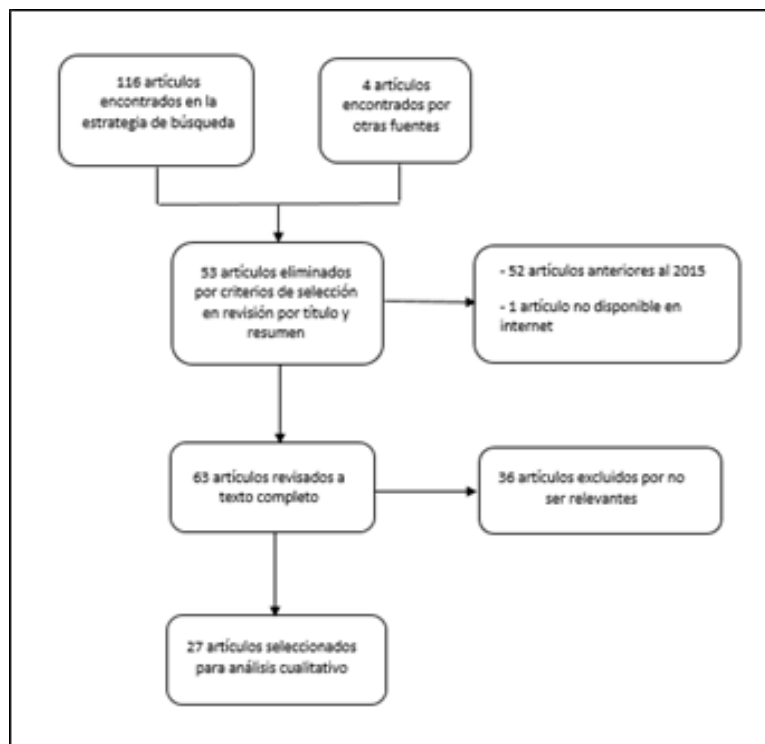 116 artículos
encontrados en la
estrategia de búsqueda
4 artículos
encontrados por
otras fuentes
53 artículos eliminados
por criterios de selección
en revisión por título y
resumen
- 52 artículos anteriores al 2015
- 1 artículo no disponible en
internet
63 artículos revisados a
texto completo
36 artículos excluidos por no
ser relevantes
27 artículos seleccionados
para análisis cualitativo